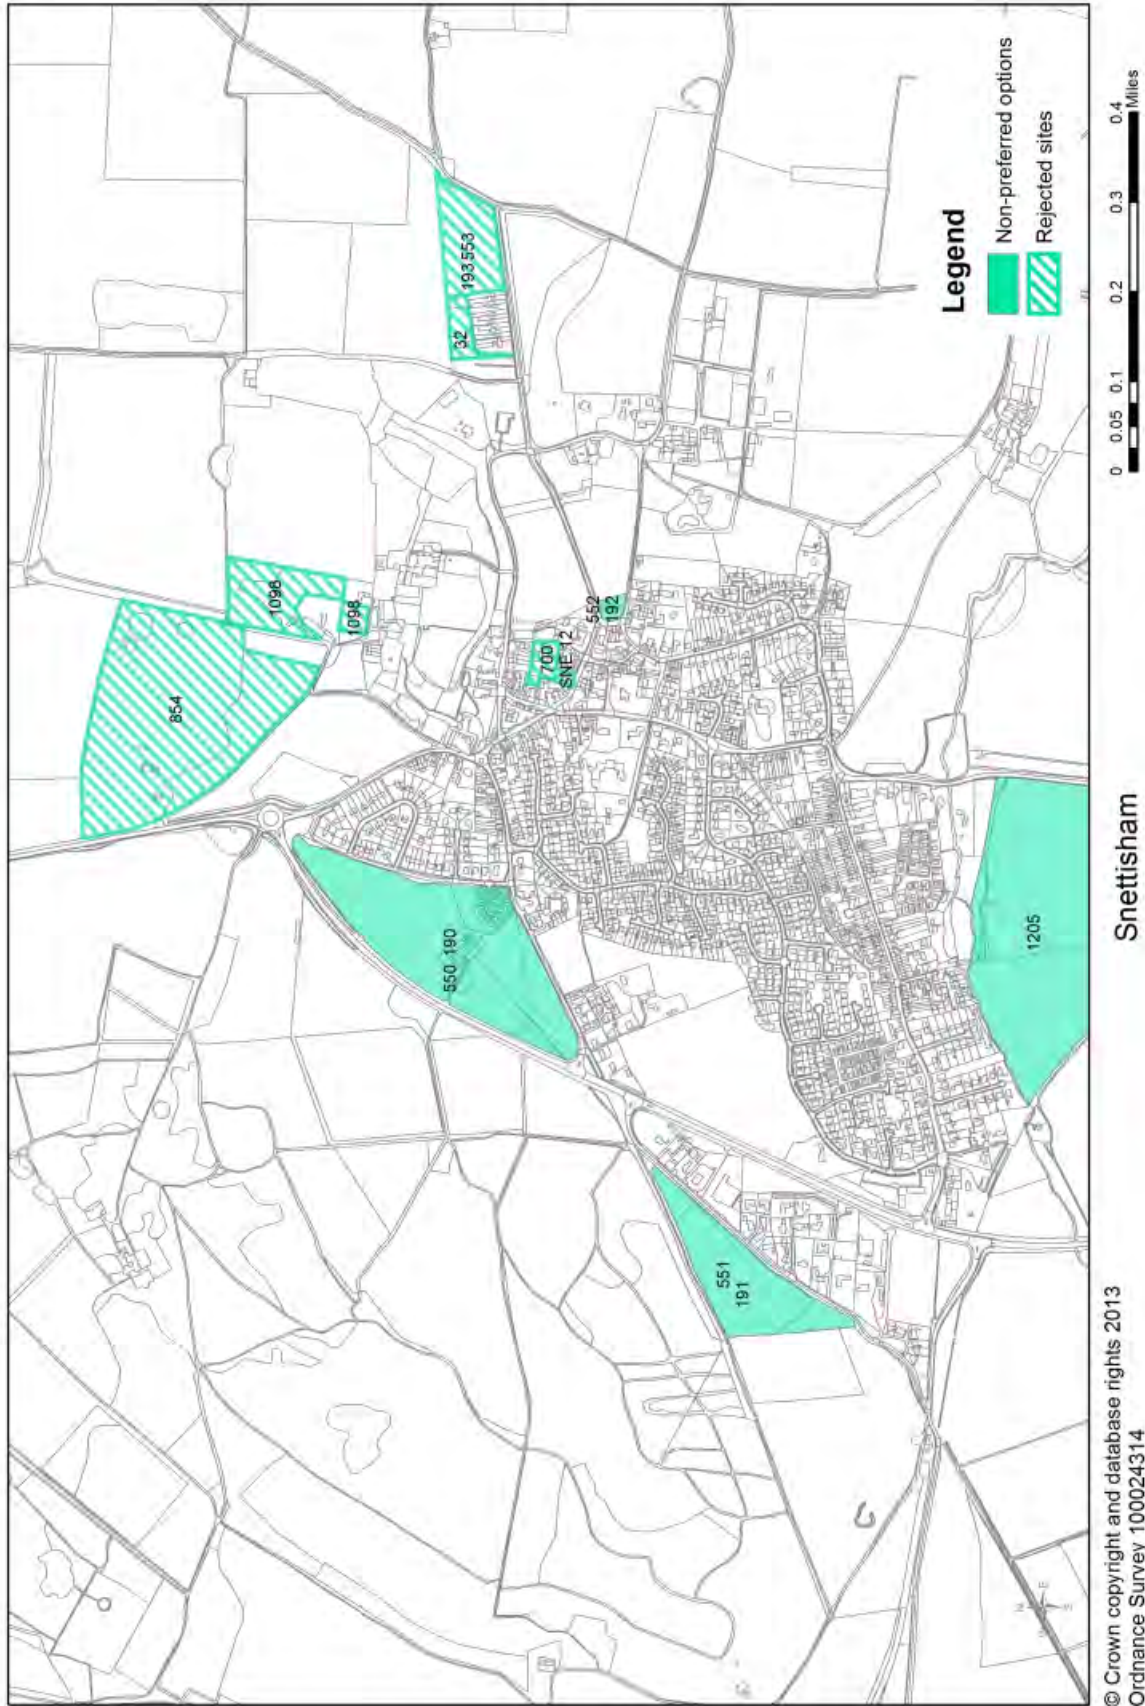 854
1098
1098
32
193 553
550 190
700
SNE 12
552
192
551
191
1205
Legend
Non-preferred options
Rejected sites
0 0.05 0.1 0.2 0.3 0.4
Miles
Snettisham
© Crown copyright and database rights 2013
Ordnance Survey 100024314